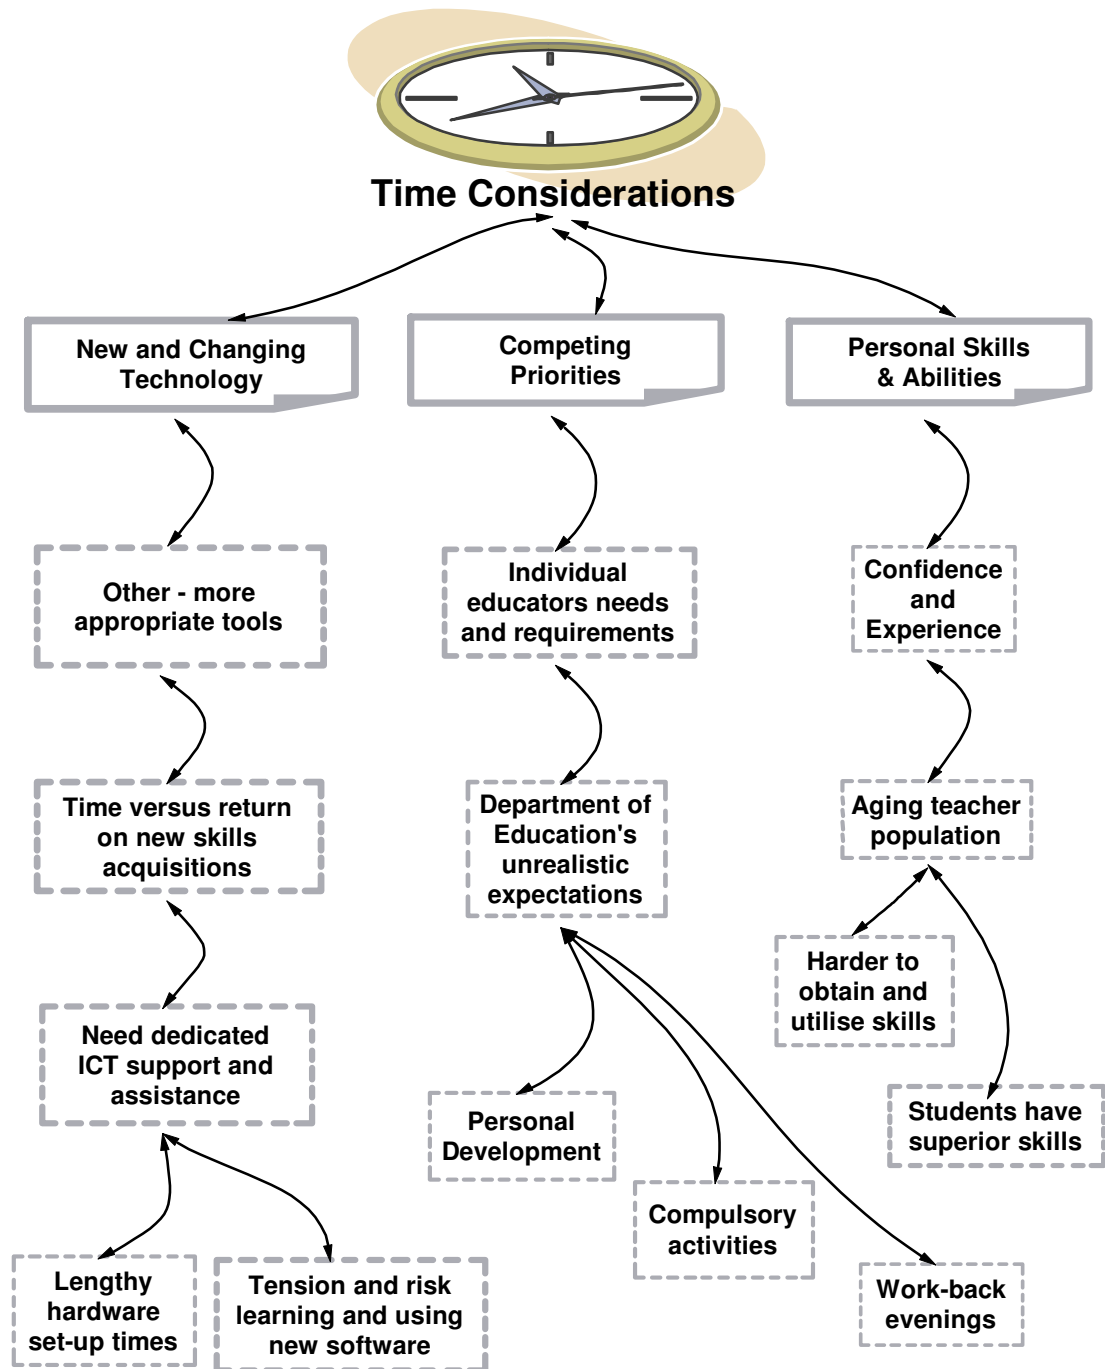 Time Considerations
New and Changing
Technology
Competing
Priorities
Personal Skills
& Abilities
Other - more
appropriate tools
Individual
educators needs
and requirements
Confidence
and
Experience
Time versus return
on new skills
acquisitions
Department of
Education's
unrealistic
expectations
Aging teacher
population
Harder to
obtain and
utilise skills
Need dedicated
ICT support and
assistance
Personal
Development
Students have
superior skills
Compulsory
activities
Lengthy
hardware
set-up times
Tension and risk
learning and using
new software
Work-back
evenings